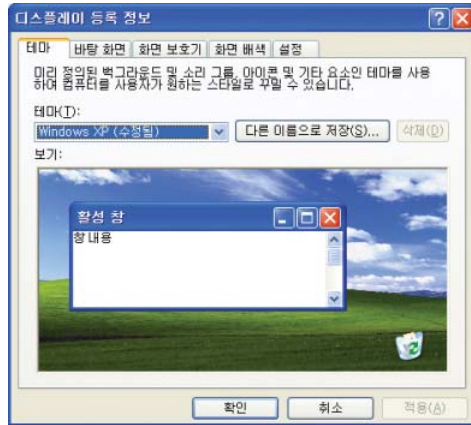 디스플레이 등록 정보
테마 바탕 화면 화면 보호기 화면 배색 설정
미리 정의된 백그라운드 및 소리 그룹, 아이콘 및 기타 요소인 테마를 사용
하여 컴퓨터를 사용자가 원하는 스타일로 꾸밀 수 있습니다.
테마(T):
Windows XP (수정됨) 다른 이름으로 저장(S)... 삭제(D)
보기:
활성 창
창 내용
확인 취소 적용(A)